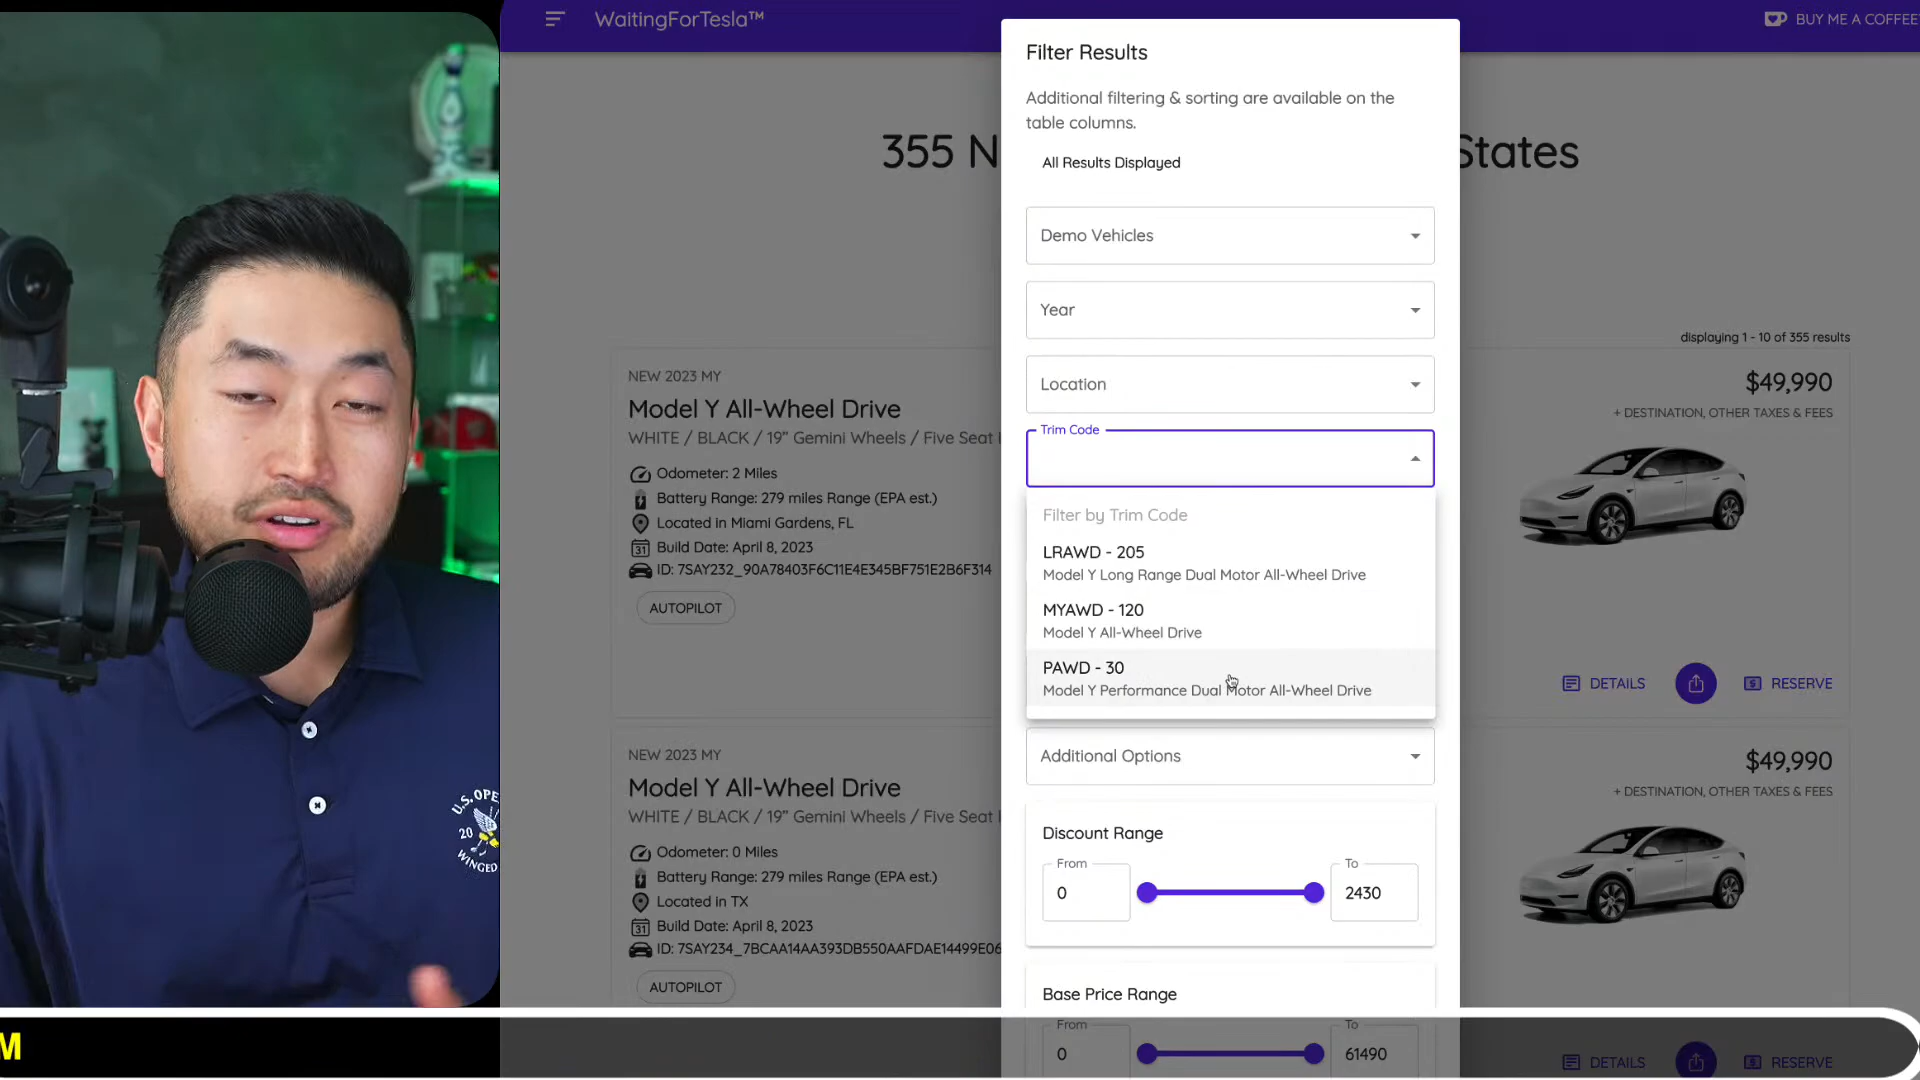 WaitingForTesla™
BUY ME A COFFEE
355 N
States
displaying 1 - 10 of 355 results
NEW 2023 MY
Model Y All-Wheel Drive
WHITE / BLACK / 19" Gemini Wheels / Five Seat
Odometer: 2 Miles
Battery Range: 279 miles Range (EPA est.)
Located in Miami Gardens, FL
Build Date: April 8, 2023
ID: 7SAY232_90A78403F6C11E4E345BF751E2B6F314
AUTOPILOT
$49,990
+ DESTINATION, OTHER TAXES & FEES
DETAILS
RESERVE
NEW 2023 MY
Model Y All-Wheel Drive
WHITE / BLACK / 19" Gemini Wheels / Five Seat
Odometer: 0 Miles
Battery Range: 279 miles Range (EPA est.)
Located in TX
Build Date: April 8, 2023
ID: 7SAY234_7BCAA14AA393DB550AAFDAE14499E06
AUTOPILOT
$49,990
+ DESTINATION, OTHER TAXES & FEES
DETAILS
RESERVE
Filter Results
Additional filtering & sorting are available on the
table columns.
All Results Displayed
Demo Vehicles
Year
Location
Trim Code
Filter by Trim Code
LRAWD - 205
Model Y Long Range Dual Motor All-Wheel Drive
MYAWD - 120
Model Y All-Wheel Drive
PAWD - 30
Model Y Performance Dual Motor All-Wheel Drive
Additional Options
Discount Range
From
0
To
2430
Base Price Range
From
0
To
61490
U.S. OPE
20
WINGED
M